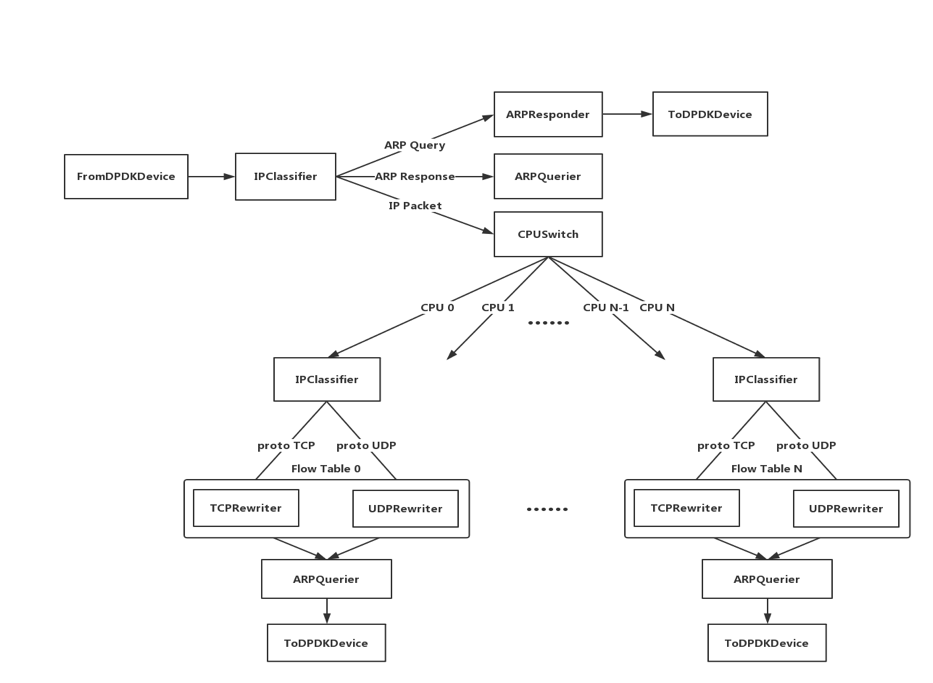 ARPResponder
ToDPDKDevice
ARP Query
FromDPDKDevice
IPClassifier
ARP Response
ARPQuerier
IP Packet
CPUSwitch
CPU 0
CPU 1
CPU N-1
CPU N
......
IPClassifier
IPClassifier
proto TCP
proto UDP
proto TCP
proto UDP
Flow Table 0
Flow Table N
TCPRewriter
UDPRewriter
......
TCPRewriter
UDPRewriter
ARPQuerier
ARPQuerier
ToDPDKDevice
ToDPDKDevice